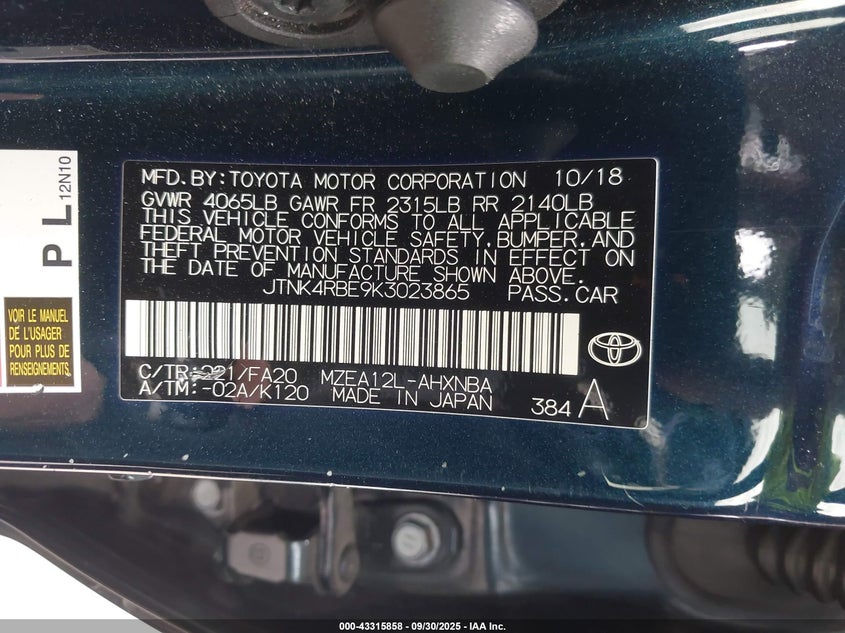 P L 12N10
VOIR LE MANUEL
DE L'USAGER
POUR PLUS DE
RENSEIGNEMENTS
MFD.BY:TOYOTA MOTOR CORPORATION 10/18
GVWR 4065LB GAWR FR 2315LB RR 2140LB
THIS VEHICLE CONFORMS TO ALL APPLICABLE
FEDERAL MOTOR VEHICLE SAFETY,BUMPER,AND
THEFT PREVENTION STANDARDS IN EFFECT ON
THE DATE OF MANUFACTURE SHOWN ABOVE.
JTNK4RBE9K3023865 PASS.CAR
C/TR: /FA20 MZEA12L-AHXNBA
A/TM:-02A/K120 MADE IN JAPAN 384 A
000-43315858 - 09/30/2025 - IAA Inc.